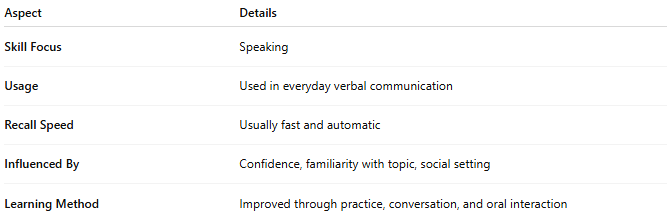 Aspect Details
Skill Focus Speaking
Usage Used in everyday verbal communication
Recall Speed Usually fast and automatic
Influenced By Confidence, familiarity with topic, social setting
Learning Method Improved through practice, conversation, and oral interaction